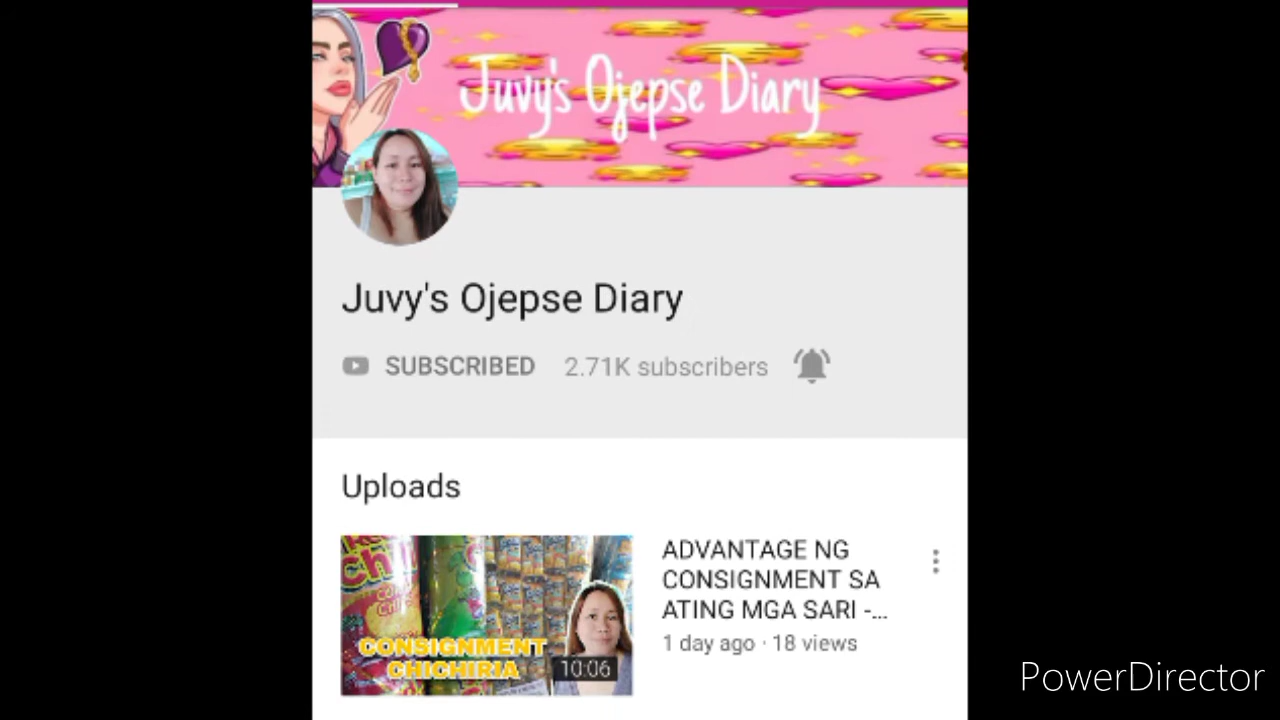 Juvy's Ojepse Diary
Juvy's Ojepse Diary
SUBSCRIBED 2.71K subscribers
Uploads
ADVANTAGE NG
CONSIGNMENT SA
ATING MGA SARI -...
1 day ago · 18 views
CONSIGNMENT
CHICHIRIA
10:06
PowerDirector